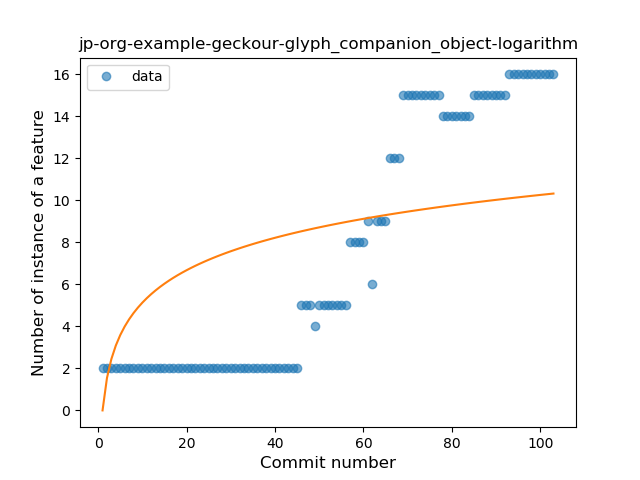 jp-org-example-geckour-glyph_companion_object-logarithm
data
Number of instance of a feature
16
14
12
10
8
6
4
2
0
0 20 40 60 80 100
Commit number